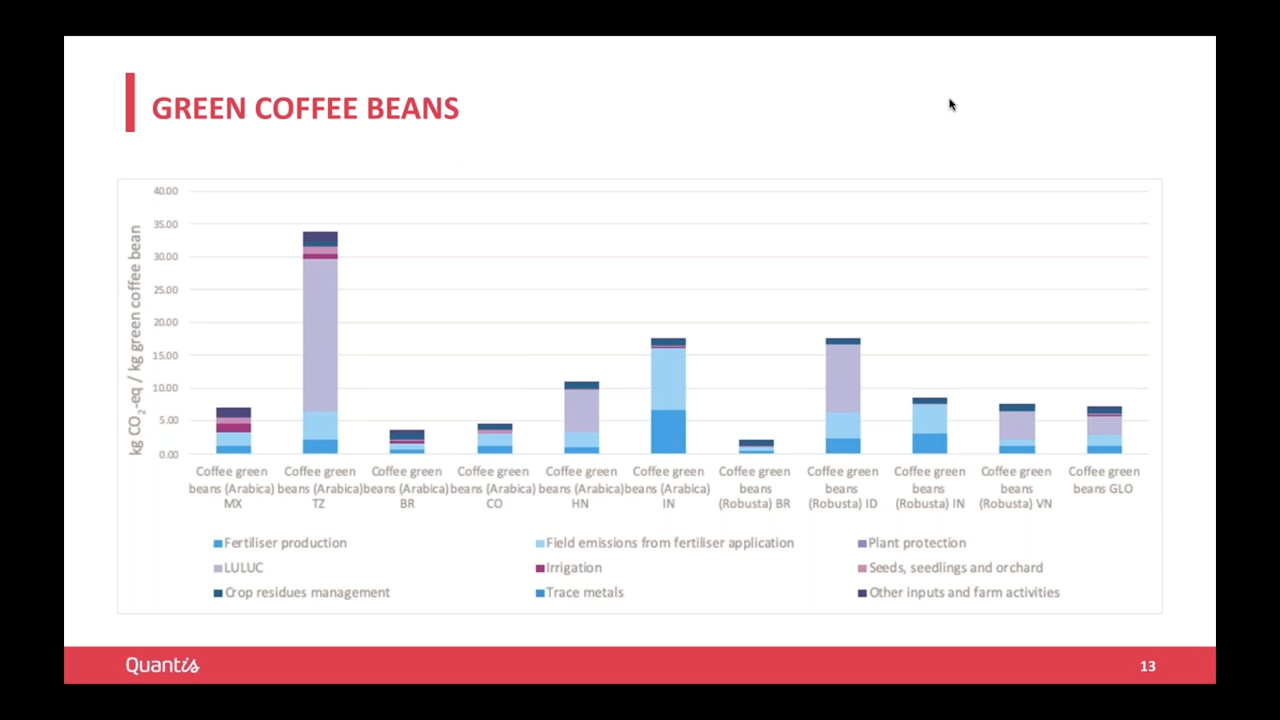 GREEN COFFEE BEANS
kg CO2-eq / kg green coffee bean
40.00
35.00
30.00
25.00
20.00
15.00
10.00
5.00
0.00
Coffee green beans (Arabica) MX
Coffee green beans (Arabica) TZ
Coffee green beans (Arabica) BR
Coffee green beans (Arabica) CO
Coffee green beans (Arabica) HN
Coffee green beans (Arabica) IN
Coffee green beans (Robusta) BR
Coffee green beans (Robusta) ID
Coffee green beans (Robusta) IN
Coffee green beans (Robusta) VN
Coffee green beans GLO
Fertiliser production
Field emissions from fertiliser application
Plant protection
LULUC
Irrigation
Seeds, seedlings and orchard
Crop residues management
Trace metals
Other inputs and farm activities
Quantis
13